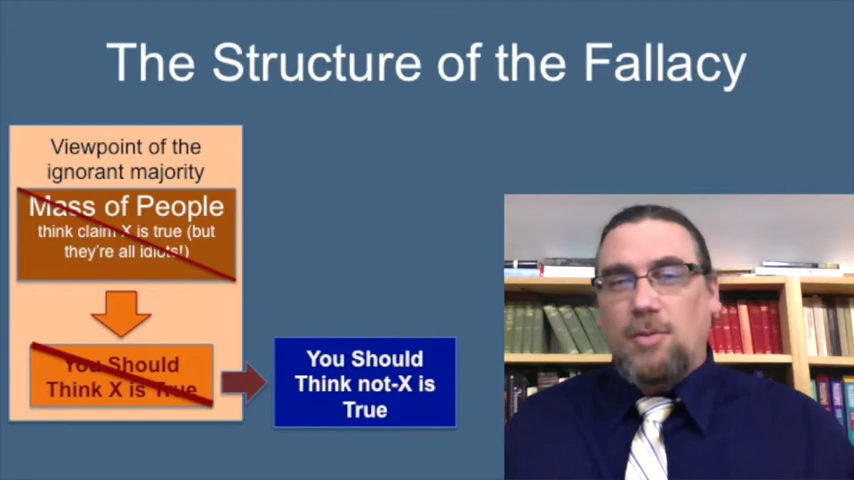 The Structure of the Fallacy
Viewpoint of the
ignorant majority
Mass of People
think claim X is true (but
they're all idiots!)
You Should
Think X is True
You Should
Think not-X is
True